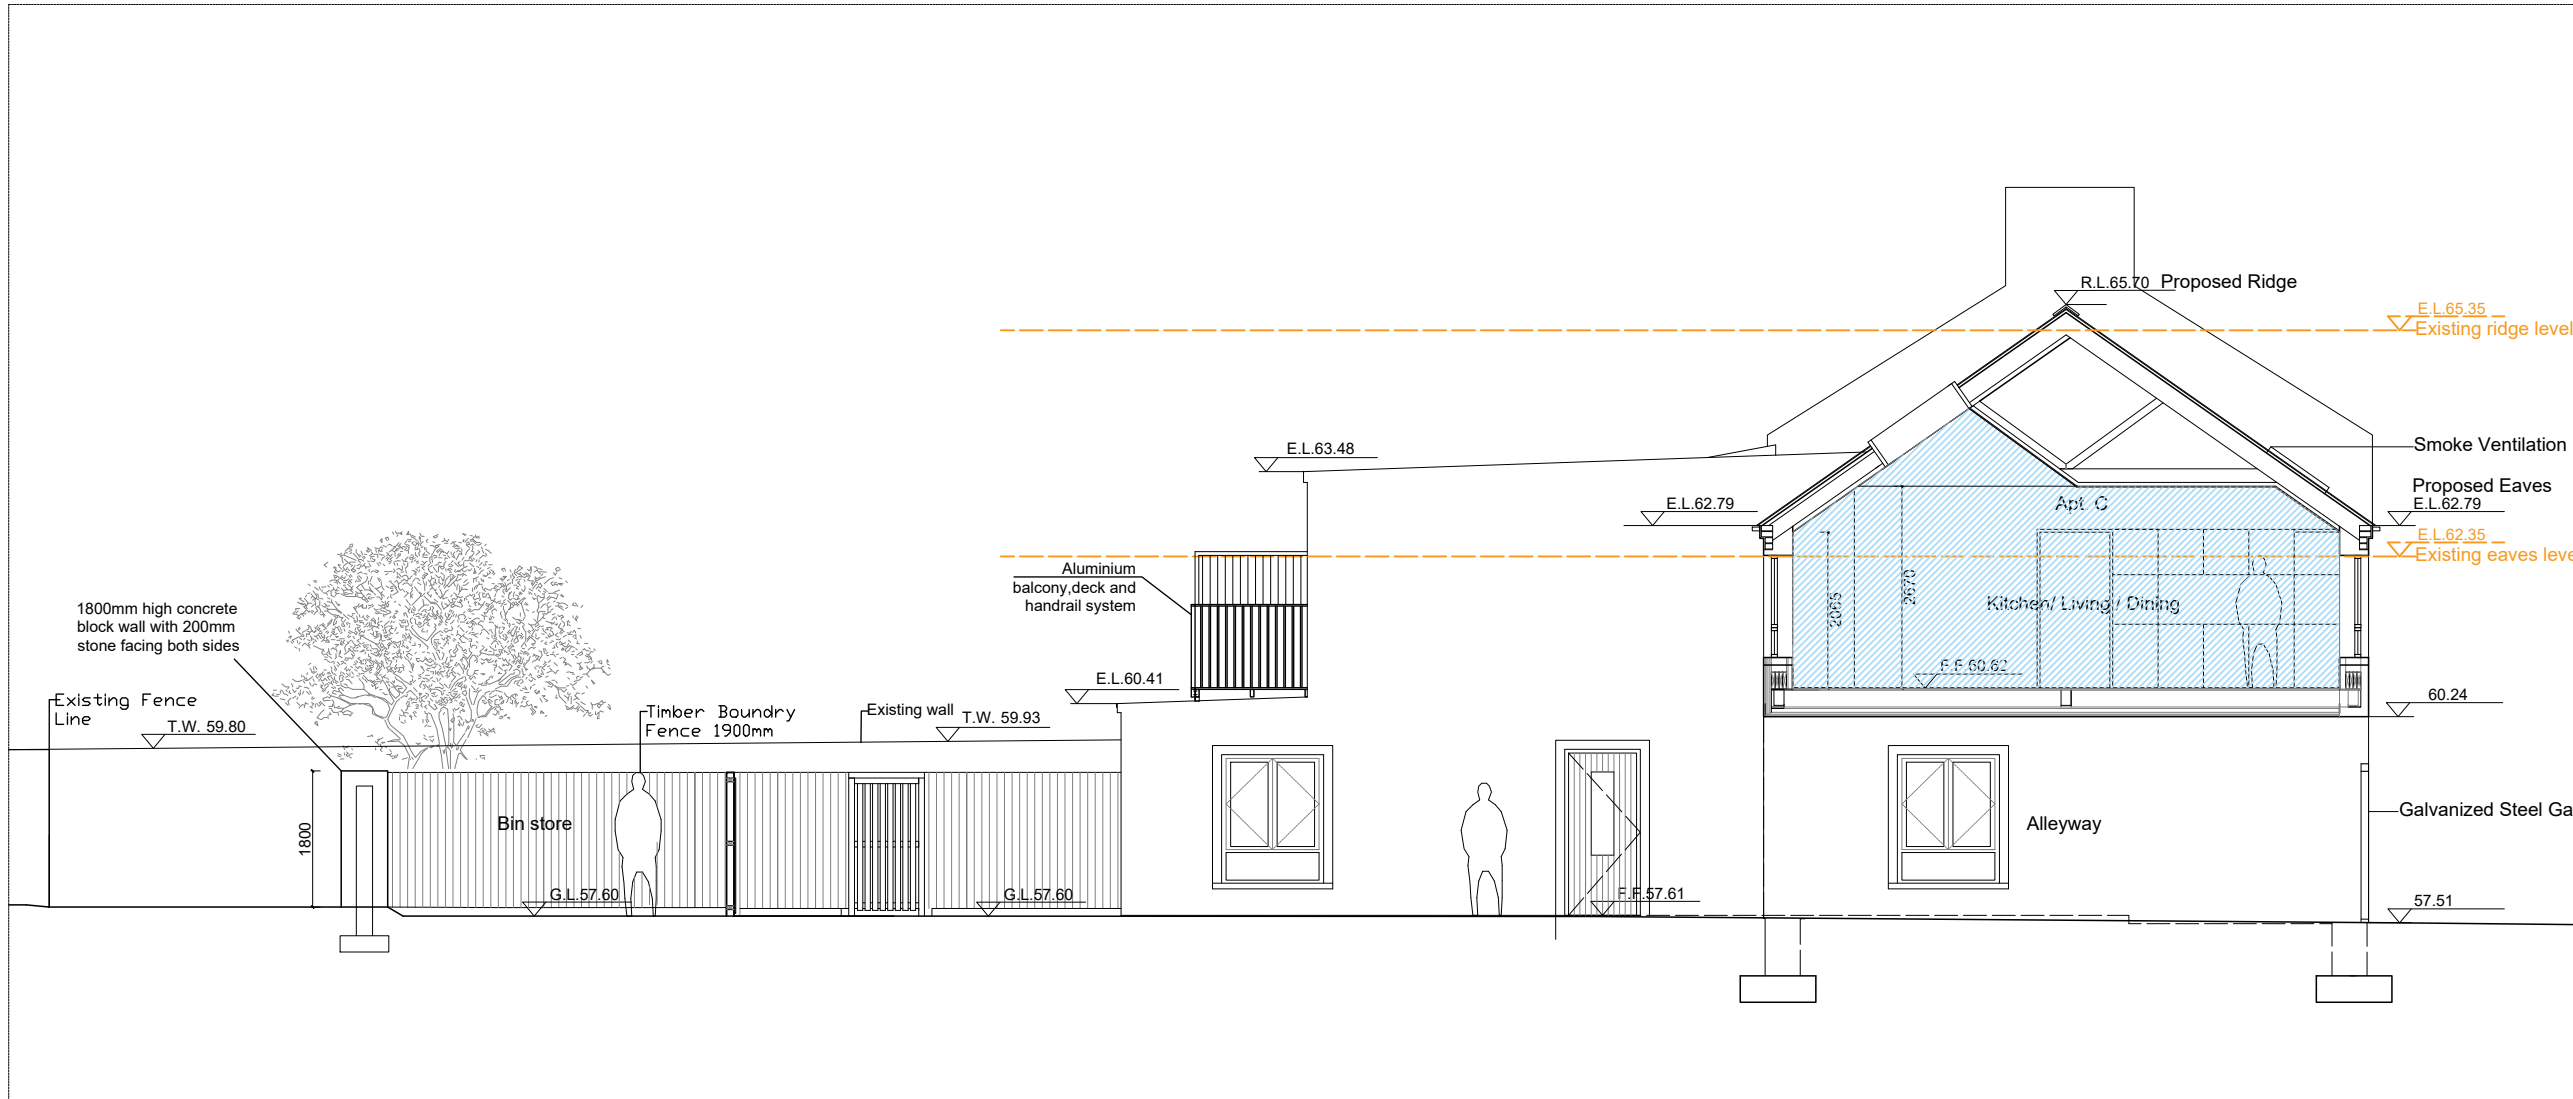 R.L.65.70 Proposed Ridge
E.L.65.35
Existing ridge level
E.L.63.48
Smoke Ventilation
Proposed Eaves
E.L.62.79
E.L.62.79
Apt. C
E.L.62.35
Existing eaves leve
Aluminium
balcony,deck and
handrail system
2065
2670
Kitchen/ Living / Dining
1800mm high concrete
block wall with 200mm
stone facing both sides
F.F.60.62
E.L.60.41
60.24
Existing Fence
Line
T.W. 59.80
Timber Boundry
Fence 1900mm
Existing wall
T.W. 59.93
1800
Bin store
Alleyway
Galvanized Steel Ga
G.L.57.60
G.L.57.60
F.F.57.61
57.51